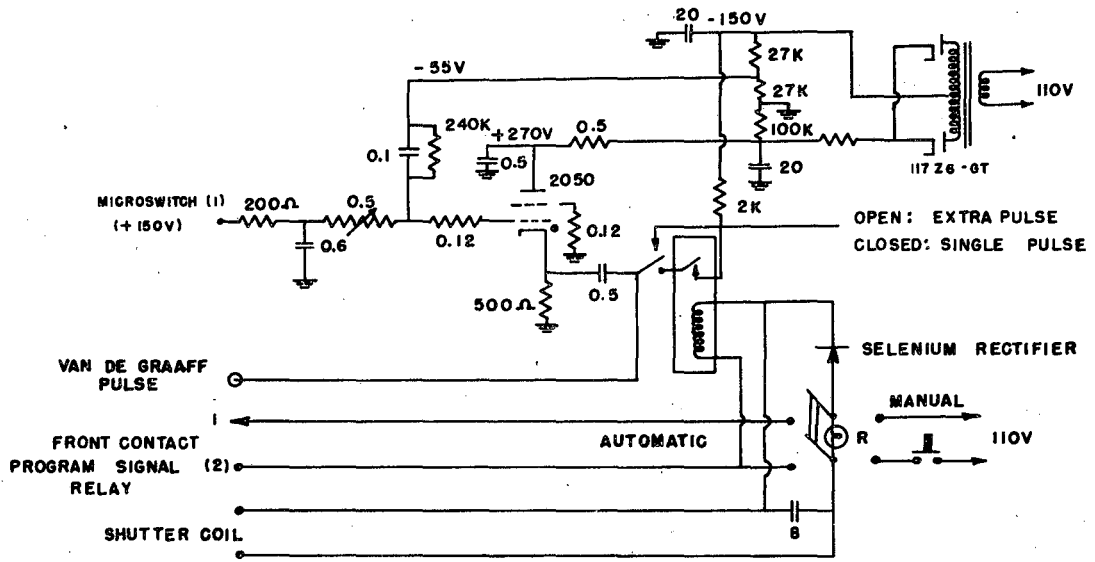 20 -150V
27K
-55V
27K
110V
240K
+270V
0.5
100K
0.1
0.5
20
117 Z6-GT
2050
MICROSWITCH (1)
200Ω
0.5
2K
(+150V)
0.6
0.12
0.12
OPEN: EXTRA PULSE
CLOSED: SINGLE PULSE
0.5
500Ω
SELENIUM RECTIFIER
VAN DE GRAAFF
PULSE
MANUAL
1
FRONT CONTACT
AUTOMATIC
R
110V
PROGRAM SIGNAL (2)
RELAY
SHUTTER COIL
8